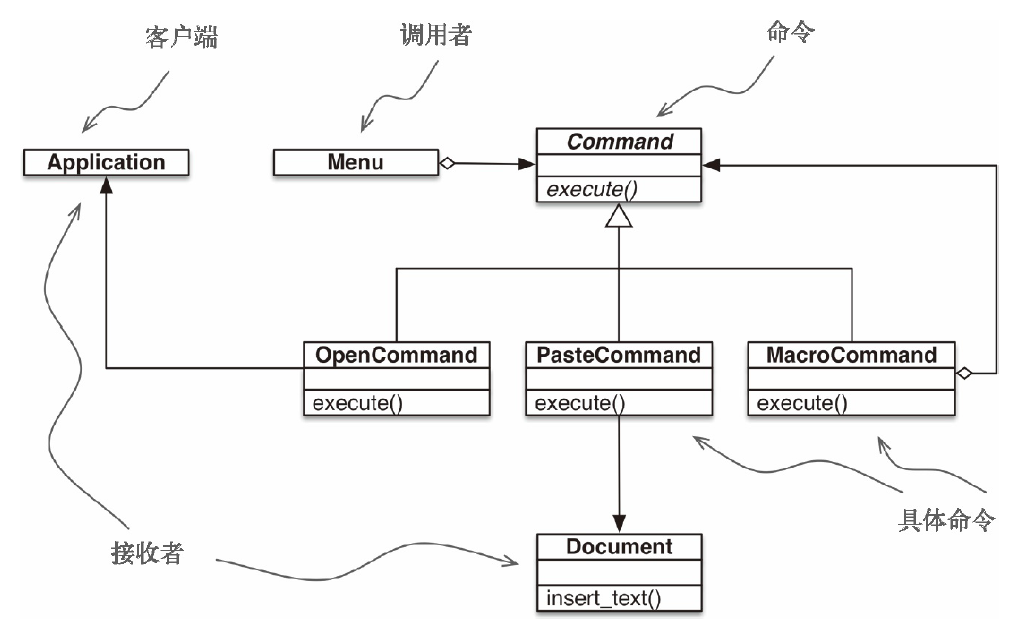 客户端
调用者
命令
Application
Menu
Command
execute()
OpenCommand
execute()
PasteCommand
execute()
MacroCommand
execute()
具体命令
接收者
Document
insert_text()